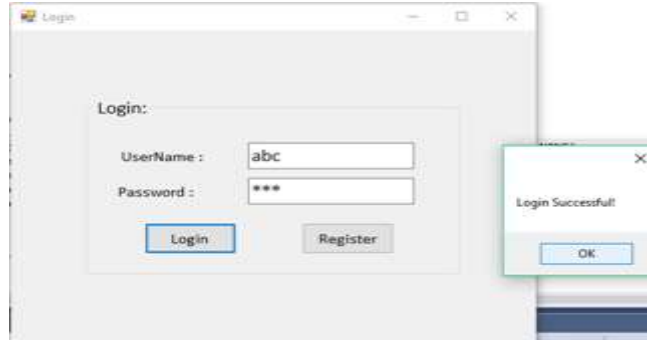 Login
Login:
UserName : abc
Password : ***
Login Register
Login Successful!
OK